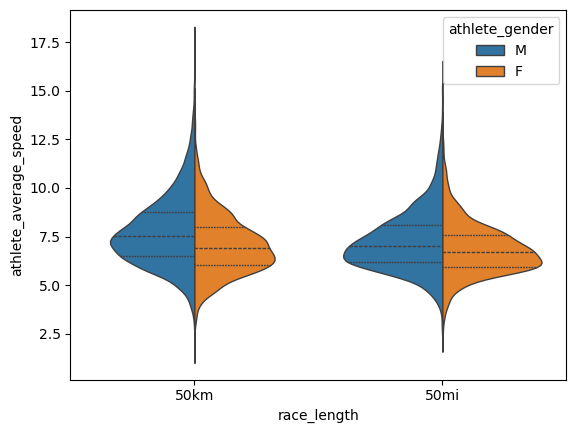 athlete_gender
M
F
17.5
15.0
12.5
10.0
7.5
5.0
2.5
athlete_average_speed
50km
50mi
race_length